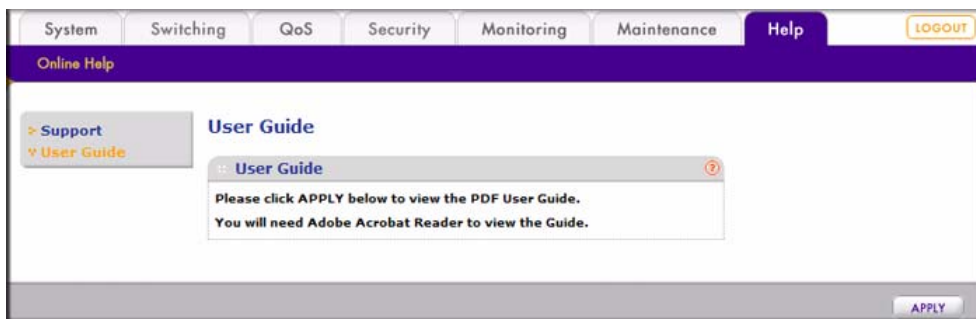 System Switching QoS Security Monitoring Maintenance Help LOGOUT
Online Help
Support
User Guide
User Guide
User Guide ?
Please click APPLY below to view the PDF User Guide.
You will need Adobe Acrobat Reader to view the Guide.
APPLY